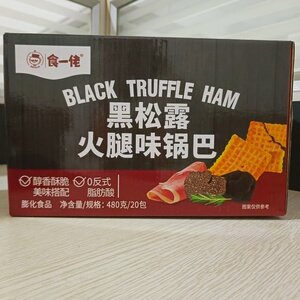 食一佬
BLACK TRUFFLE HAM
黑松露
火腿味锅巴
醇香酥脆 0反式
美味搭配 脂肪酸
膨化食品 净含量/规格: 480克/20包
图案仅供参考